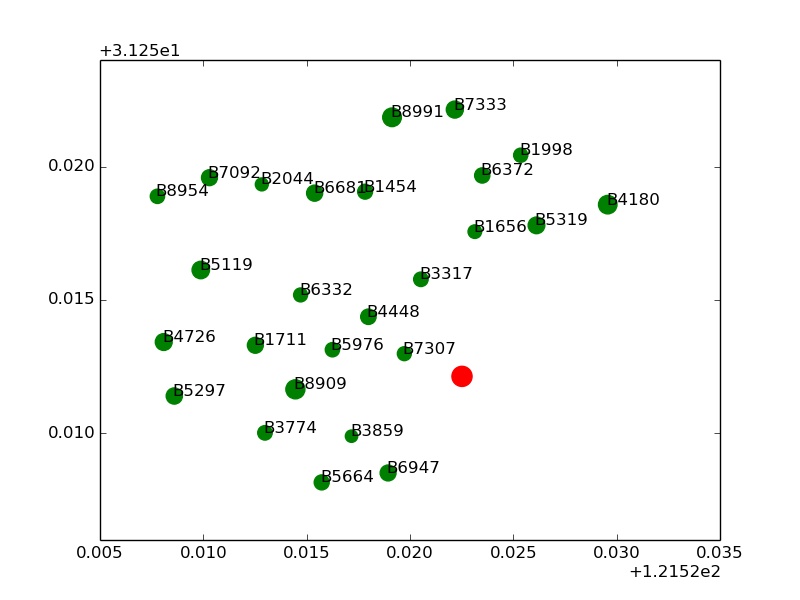 +3.125e1
B7333
B8991
B1998
0.020
B6372
B7092
B2044
B6681
B1454
B8954
B4180
B5319
B1656
B5119
B3317
B6332
0.015
B4448
B4726
B1711
B5976
B7307
B8909
B5297
0.010
B3774
B3859
B6947
B5664
0.005
0.010
0.015
0.020
0.025
0.030
0.035
+1.2152e2